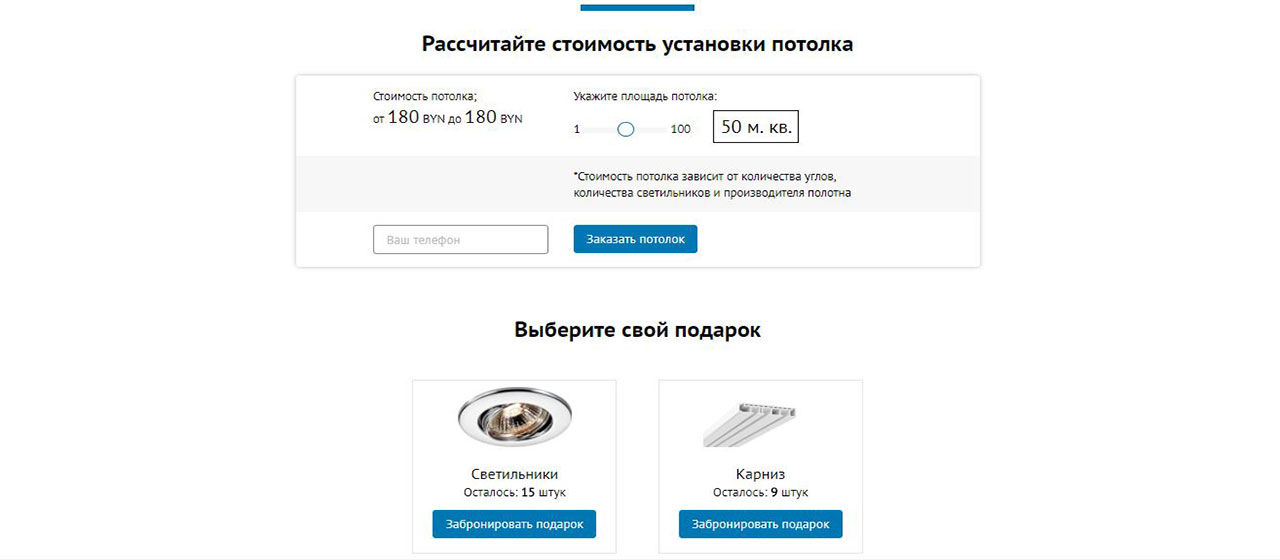 Рассчитайте стоимость установки потолка
Стоимость потолка;
от 180 BYN до 180 BYN
Укажите площадь потолка:
1 100 50 м. кв.
*Стоимость потолка зависит от количества углов,
количества светильников и производителя полотна
Ваш телефон
Заказать потолок
Выберите свой подарок
Светильники
Осталось: 15 штук
Забронировать подарок
Карниз
Осталось: 9 штук
Забронировать подарок